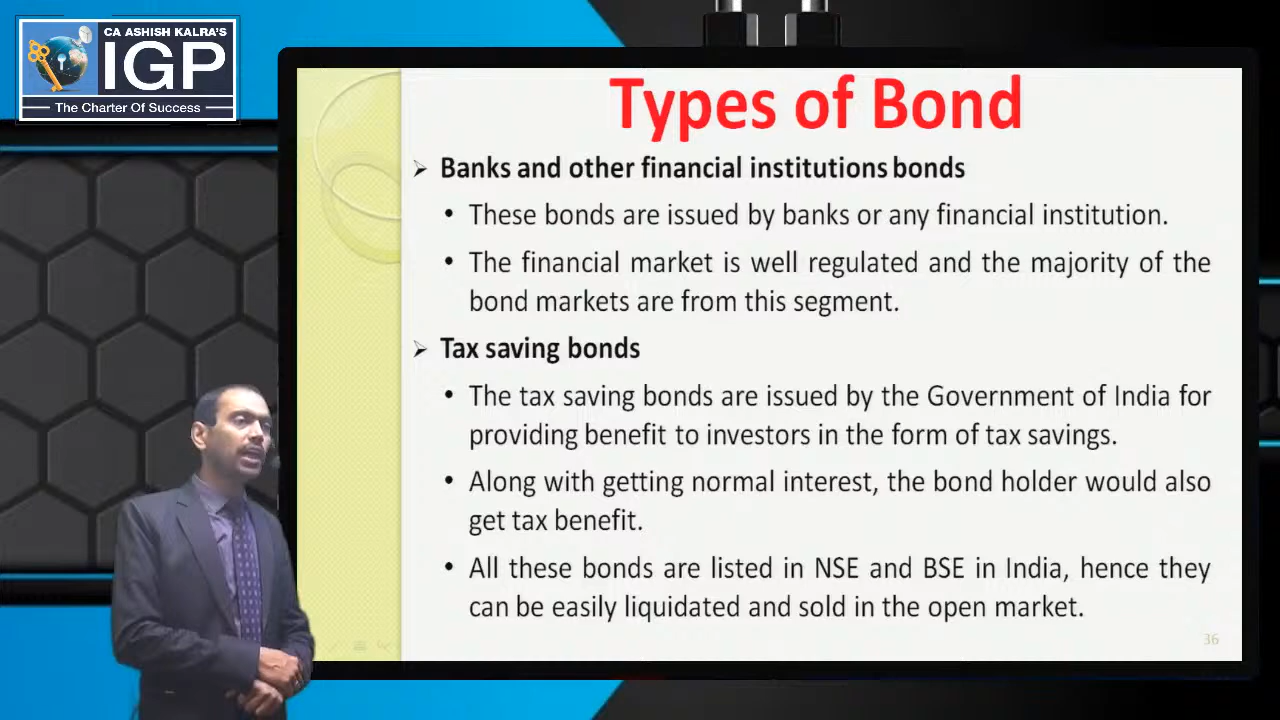 CA ASHISH KALRA'S
IGP
The Charter Of Success
Types of Bond
Banks and other financial institutions bonds
These bonds are issued by banks or any financial institution.
The financial market is well regulated and the majority of the
bond markets are from this segment.
Tax saving bonds
The tax saving bonds are issued by the Government of India for
providing benefit to investors in the form of tax savings.
Along with getting normal interest, the bond holder would also
get tax benefit.
All these bonds are listed in NSE and BSE in India, hence they
can be easily liquidated and sold in the open market.
36